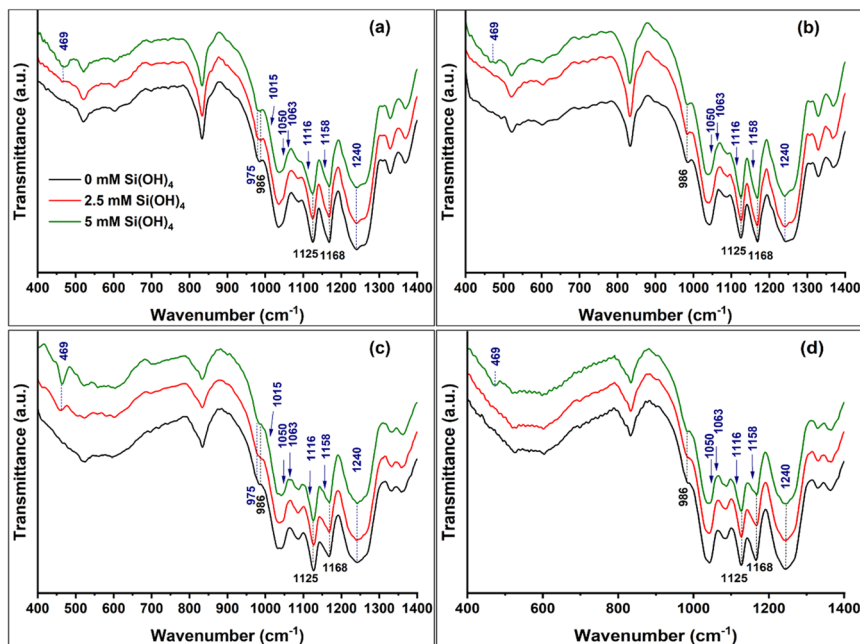 (a)
469
1015
1050
1063
1116
1158
1240
975
986
1125
1168
0 mM Si(OH)4
2.5 mM Si(OH)4
5 mM Si(OH)4
Transmittance (a.u.)
400 500 600 700 800 900 1000 1100 1200 1300 1400
Wavenumber (cm-1)
(b)
469
1050
1063
1116
1158
1240
986
1125
1168
Transmittance (a.u.)
400 500 600 700 800 900 1000 1100 1200 1300 1400
Wavenumber (cm-1)
(c)
469
1015
1050
1063
1116
1158
1240
975
986
1125
1168
Transmittance (a.u.)
400 500 600 700 800 900 1000 1100 1200 1300 1400
Wavenumber (cm-1)
(d)
469
1050
1063
1116
1158
1240
986
1125
1168
Transmittance (a.u.)
400 600 800 1000 1200 1400
Wavenumber (cm-1)